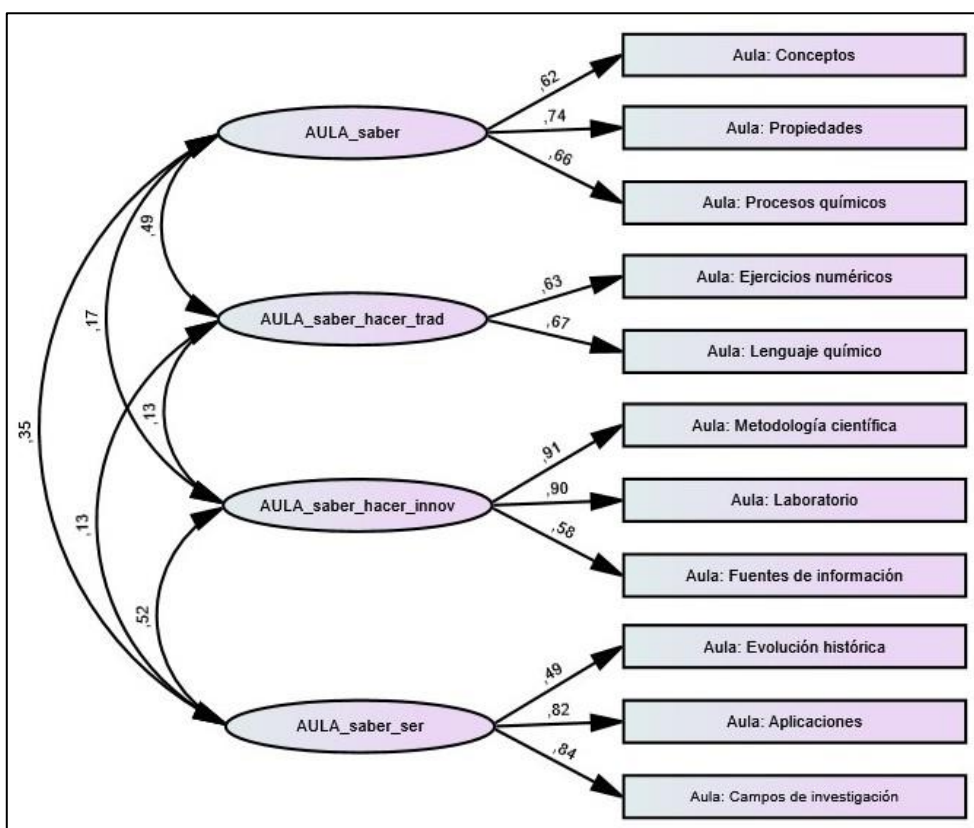 Aula: Conceptos
,62
AULA_saber
,74
Aula: Propiedades
,66
Aula: Procesos químicos
,49
,63
Aula: Ejercicios numéricos
AULA_saber_hacer_trad
,17
,67
Aula: Lenguaje químico
,35
,13
Aula: Metodología científica
,91
AULA_saber_hacer_innov
,90
Aula: Laboratorio
,13
,58
Aula: Fuentes de información
,52
Aula: Evolución histórica
,49
AULA_saber_ser
,82
Aula: Aplicaciones
,84
Aula: Campos de investigación